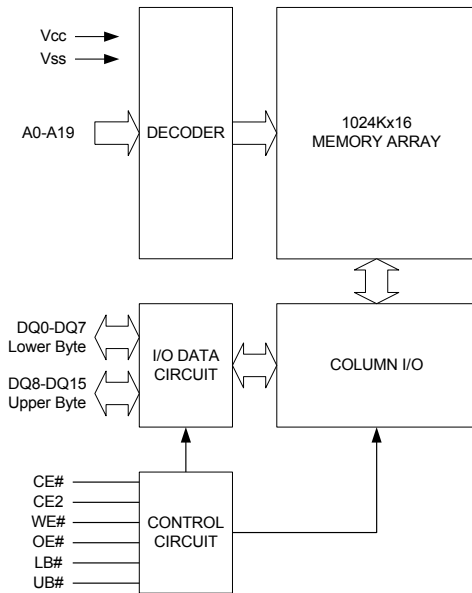 Vcc
Vss
A0-A19
DECODER
1024Kx16
MEMORY ARRAY
DQ0-DQ7
Lower Byte
DQ8-DQ15
Upper Byte
I/O DATA
CIRCUIT
COLUMN I/O
CE#
CE2
WE#
OE#
LB#
UB#
CONTROL
CIRCUIT